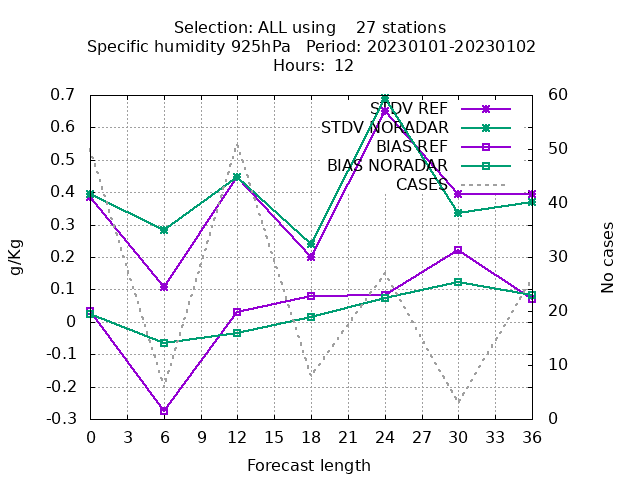 Selection: ALL using 27 stations
Specific humidity 925hPa Period: 20230101-20230102
Hours: 12
0.7
0.6
0.5
0.4
0.3
0.2
0.1
0
-0.1
-0.2
-0.3
g/Kg
STDV REF
STDV NORADAR
BIAS REF
BIAS NORADAR
CASES
60
50
40
30
20
10
0
No cases
0 3 6 9 12 15 18 21 24 27 30 33 36
Forecast length